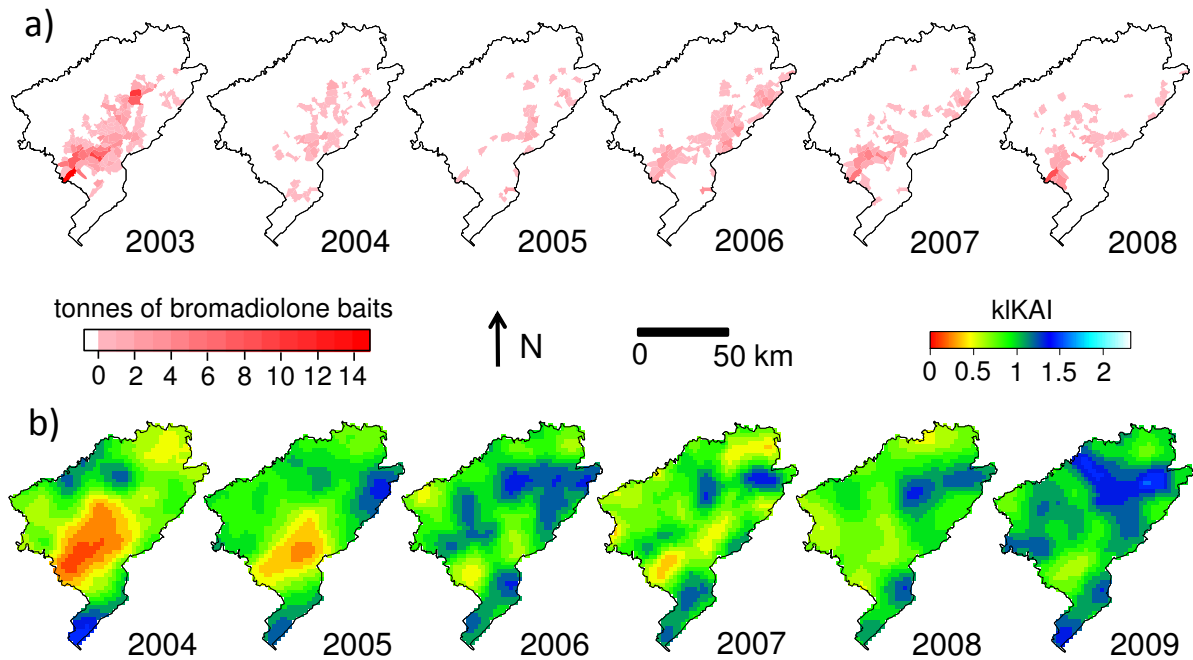 a)
2003 2004 2005 2006 2007 2008
tonnes of bromadiolone baits
0 2 4 6 8 10 12 14
N
0 50 km
klKAI
0 0.5 1 1.5 2
b)
2004 2005 2006 2007 2008 2009